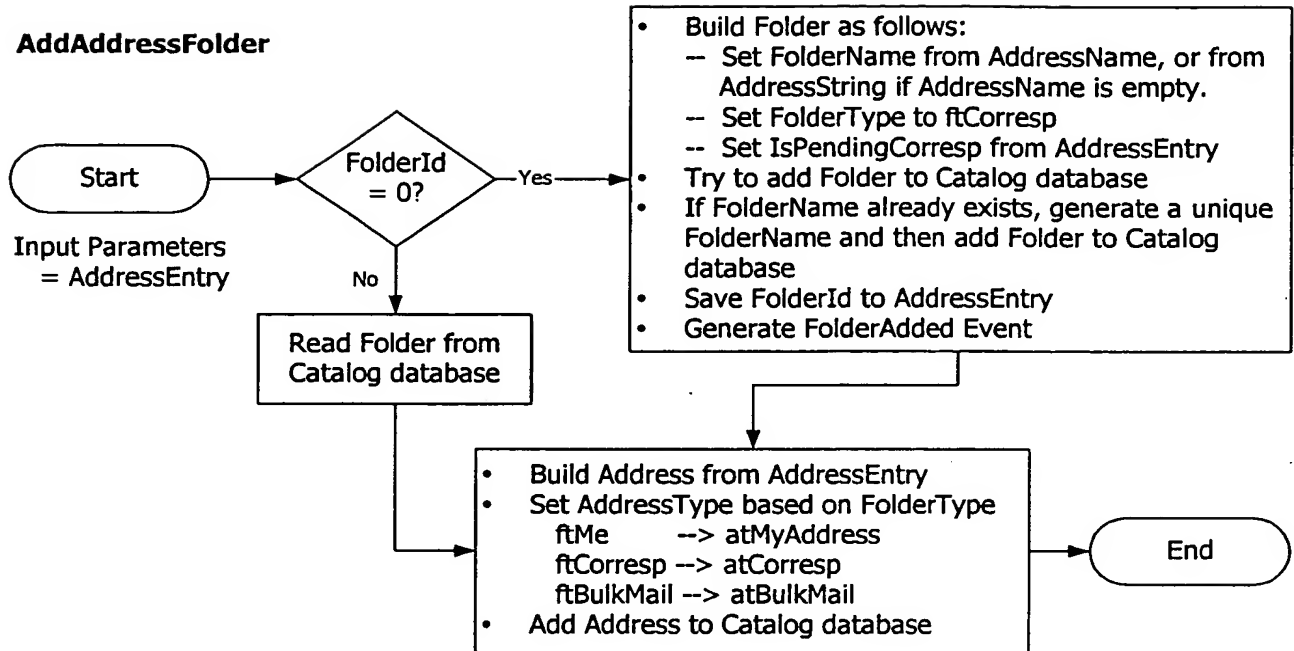 AddAddressFolder
Start
Input Parameters
= AddressEntry
FolderId
= 0?
Yes
No
• Build Folder as follows:
-- Set FolderName from AddressName, or from
AddressString if AddressName is empty.
-- Set FolderType to ftCorresp
-- Set IsPendingCorresp from AddressEntry
• Try to add Folder to Catalog database
• If FolderName already exists, generate a unique
FolderName and then add Folder to Catalog
database
• Save FolderId to AddressEntry
• Generate FolderAdded Event
Read Folder from
Catalog database
• Build Address from AddressEntry
• Set AddressType based on FolderType
ftMe --> atMyAddress
ftCorresp --> atCorresp
ftBulkMail --> atBulkMail
• Add Address to Catalog database
End